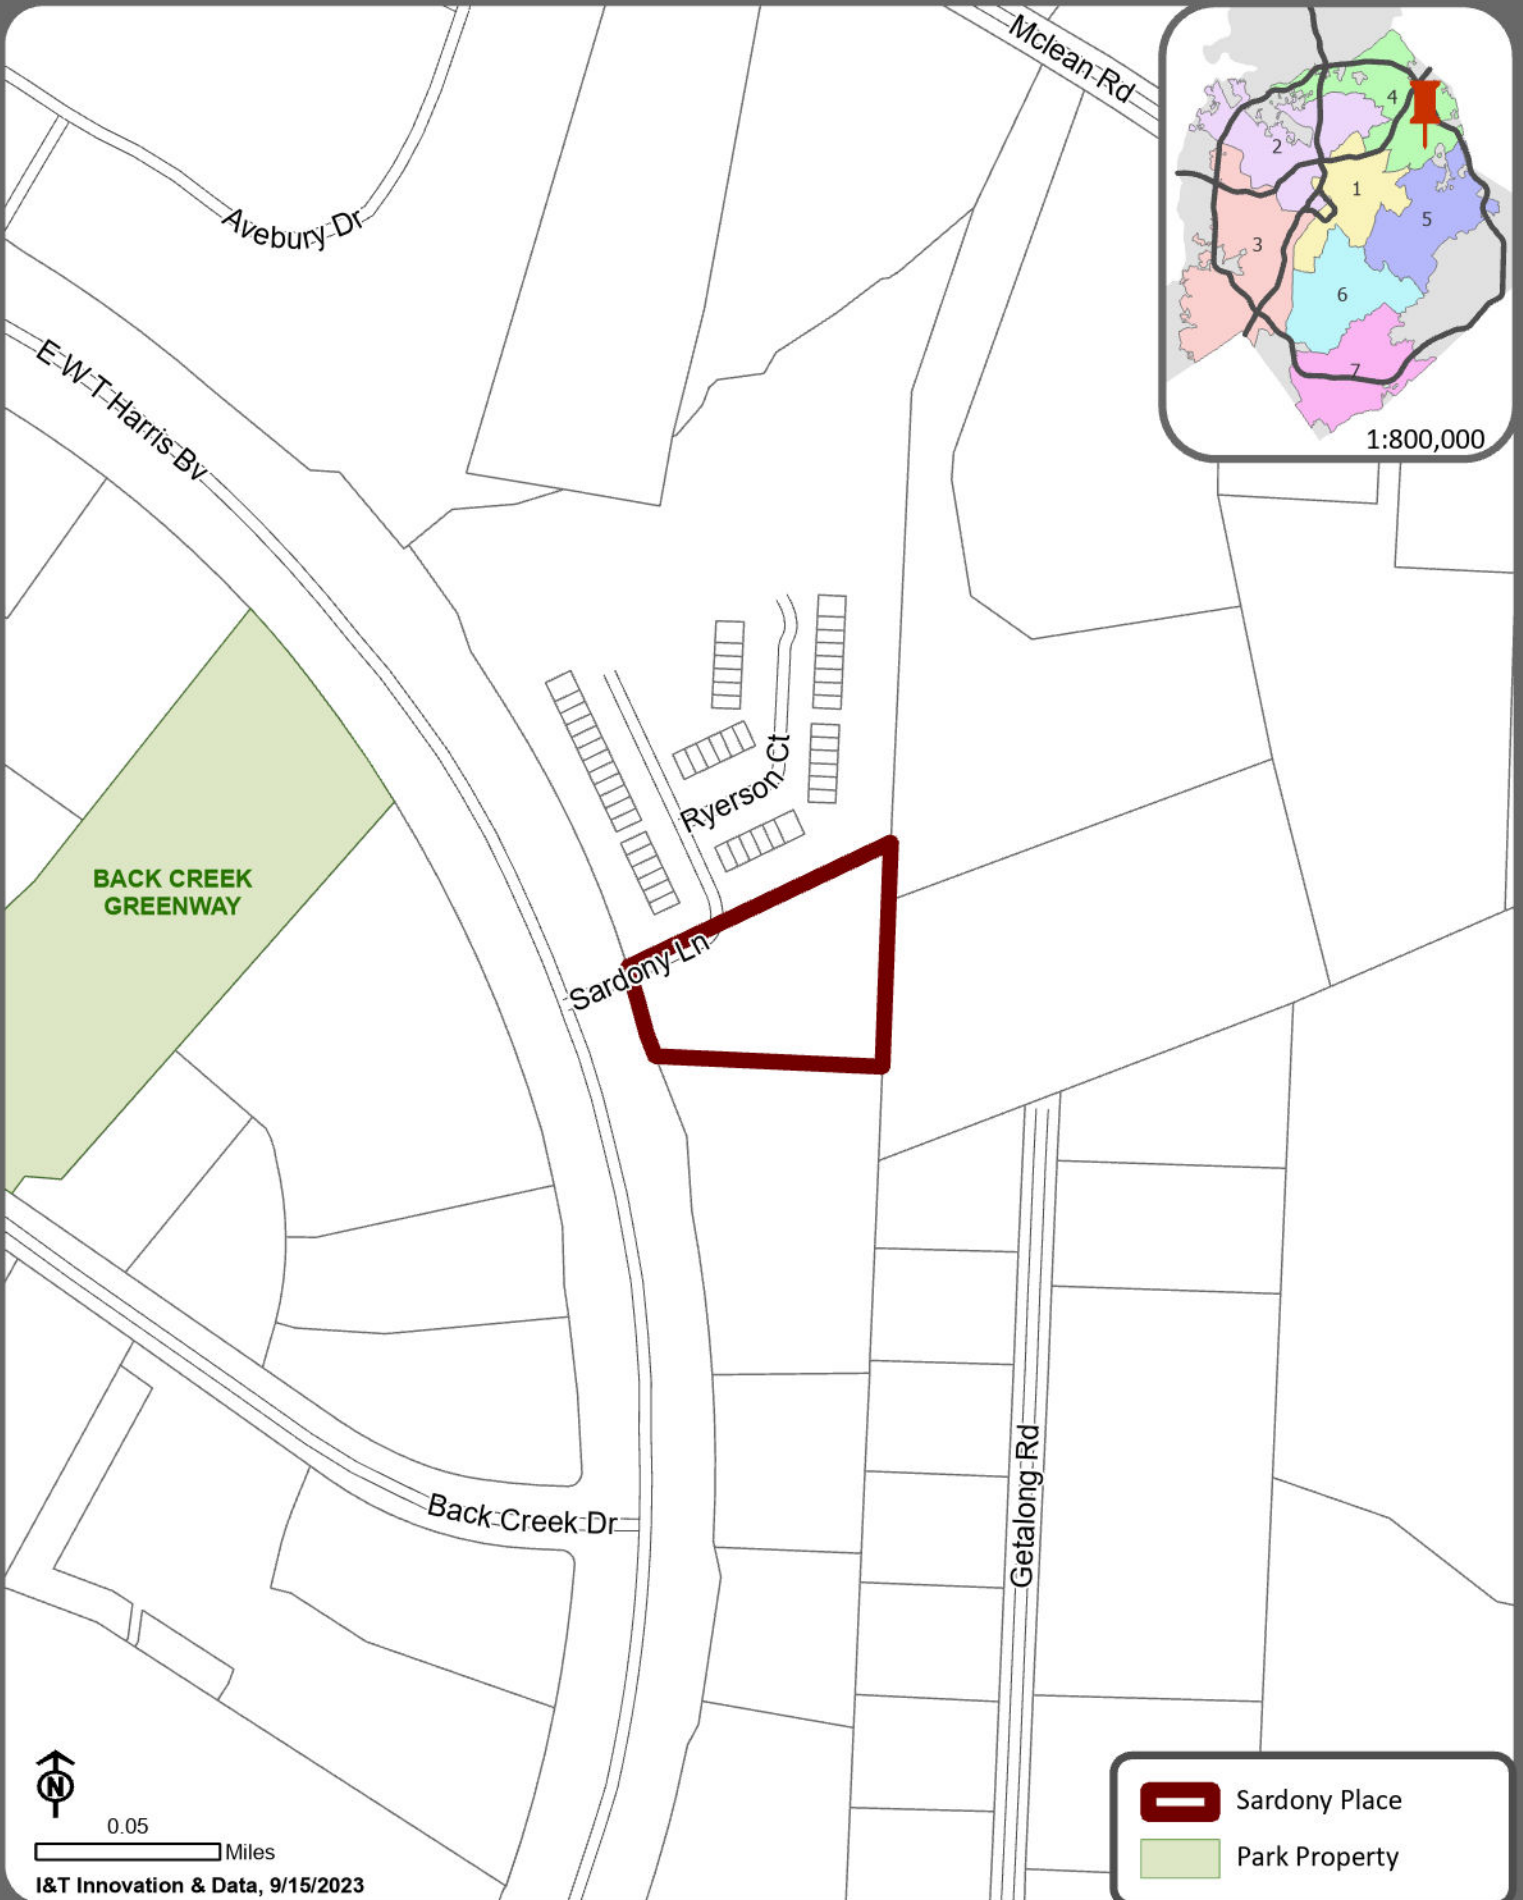 Mclean Rd
4
2
1
5
3
6
7
1:800,000
Avebury Dr
E W T Harris Bv
Ryerson Ct
BACK CREEK
GREENWAY
Sardony Ln
Getalong Rd
Back Creek Dr
N
0.05
Miles
I&T Innovation & Data, 9/15/2023
Sardony Place
Park Property